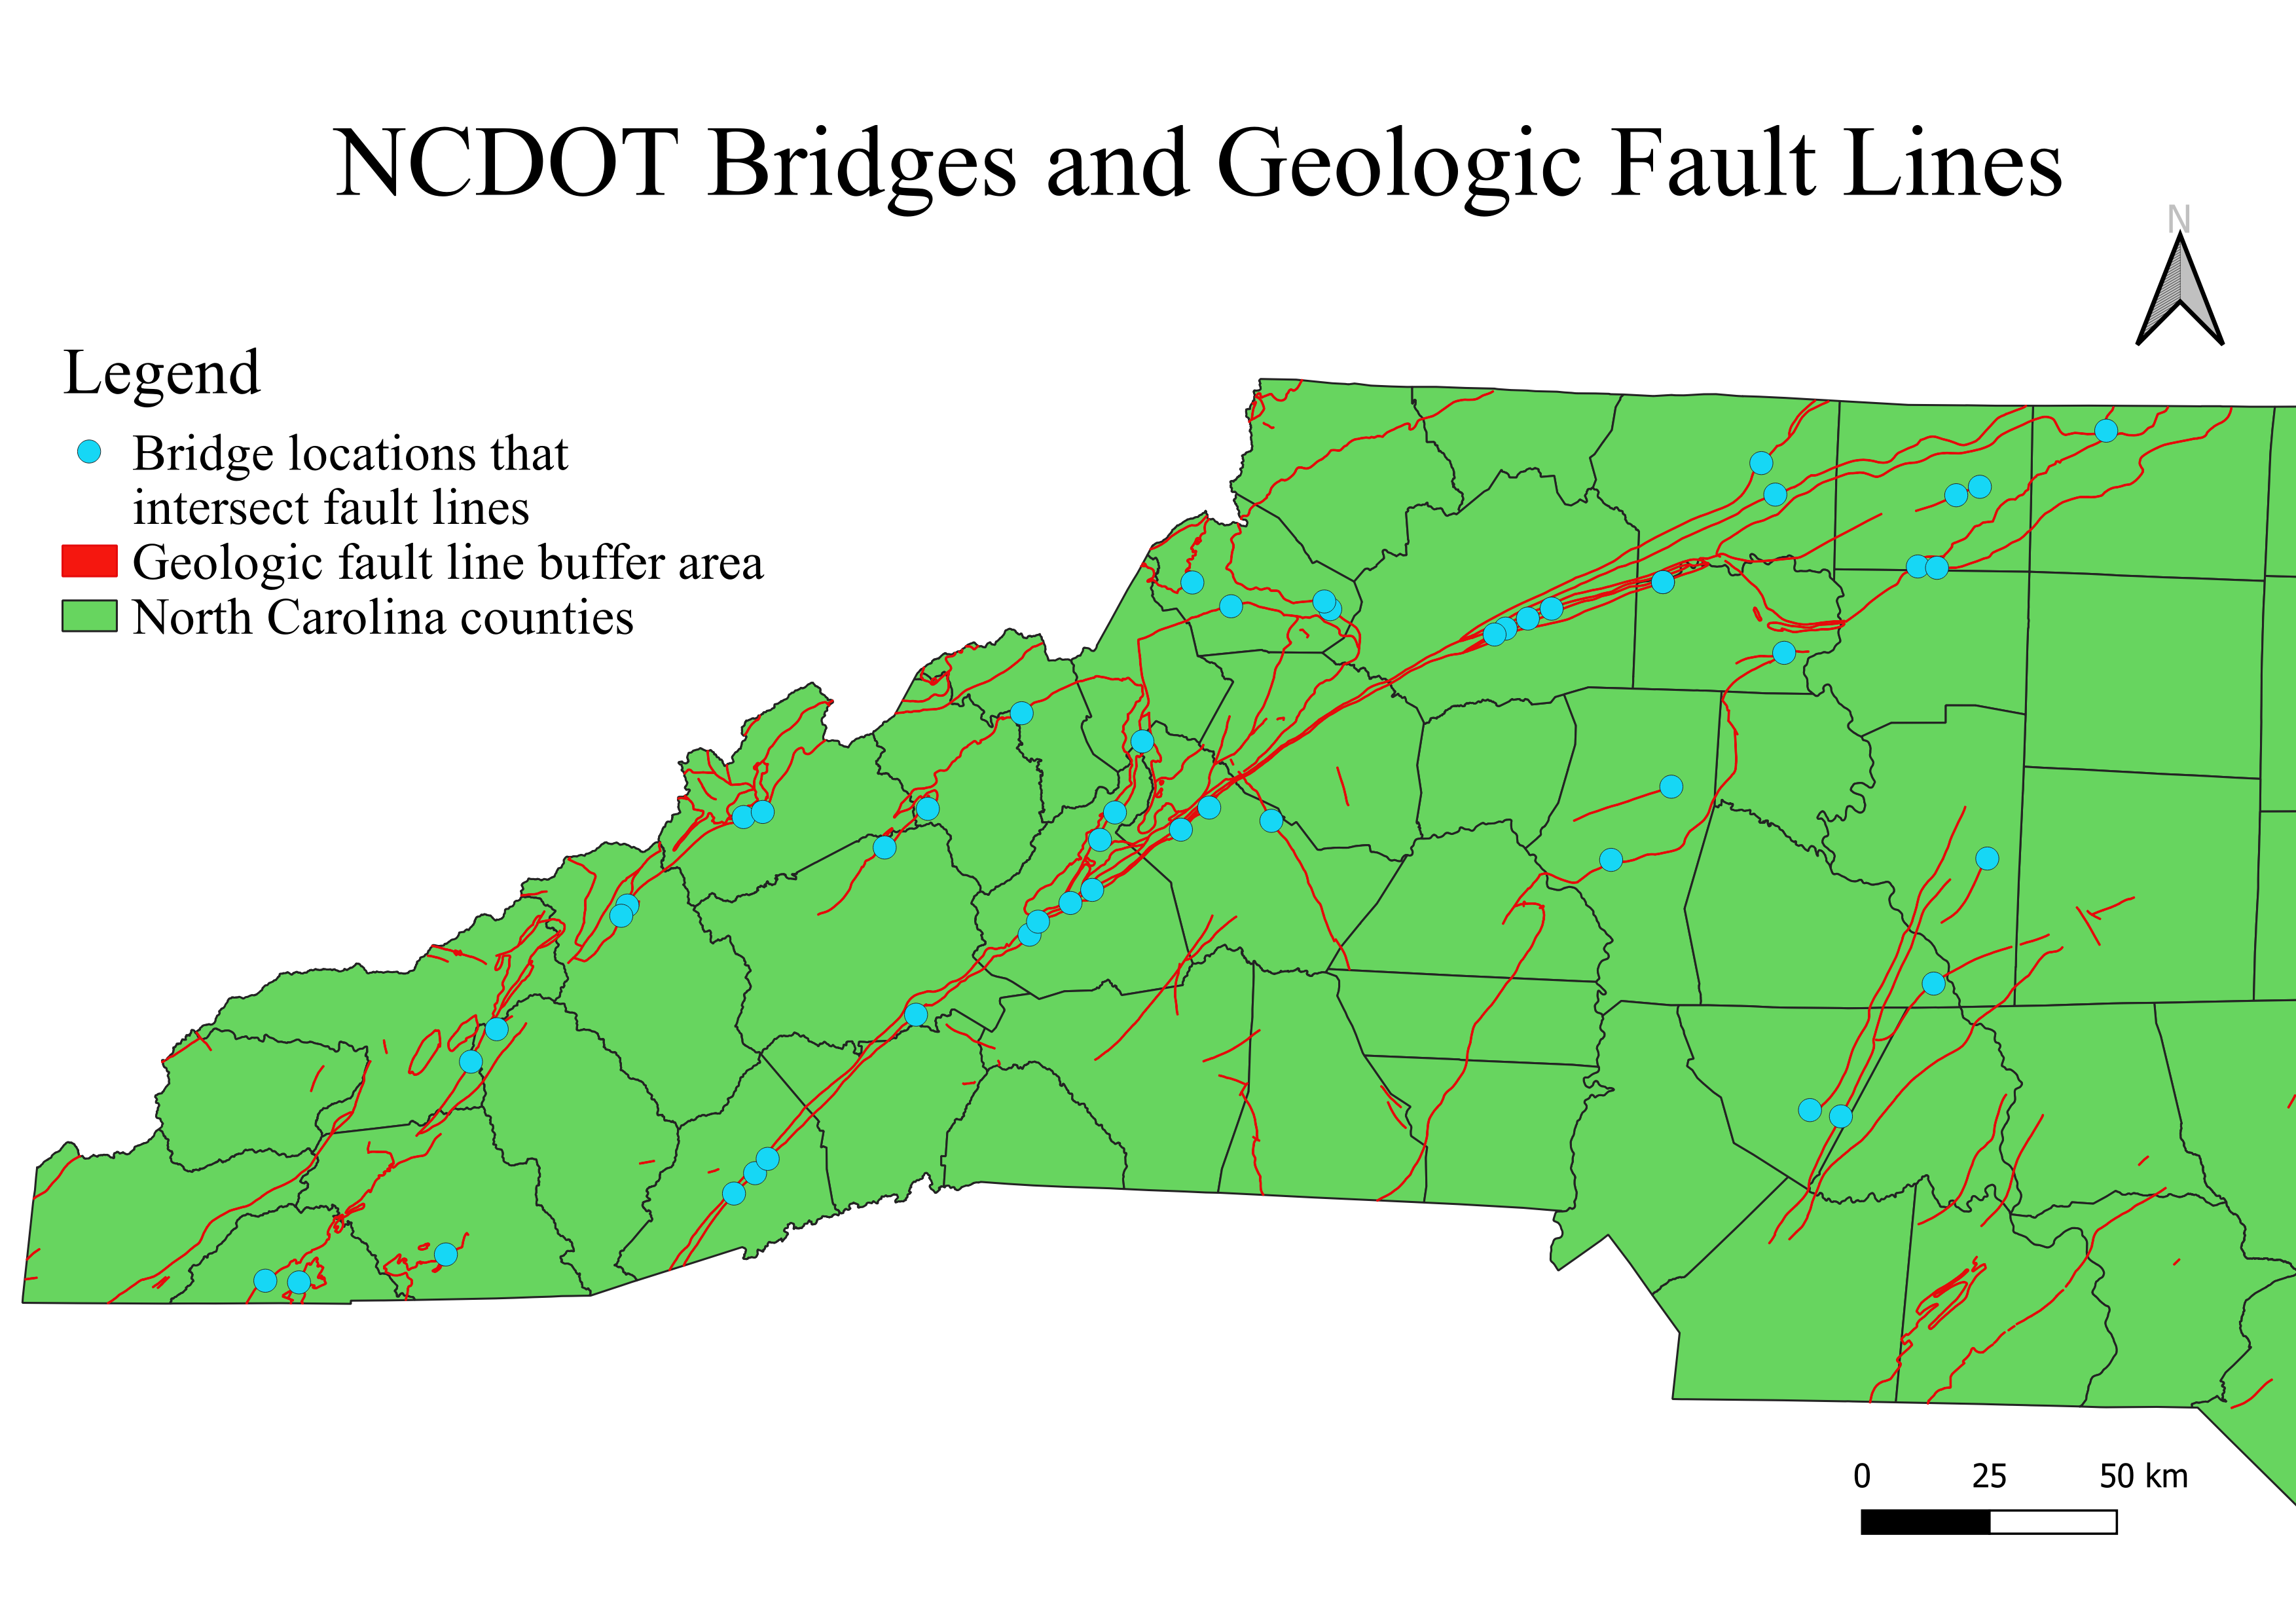 NCDOT Bridges and Geologic Fault Lines
N
Legend
Bridge locations that
intersect fault lines
Geologic fault line buffer area
North Carolina counties
0 25 50 km